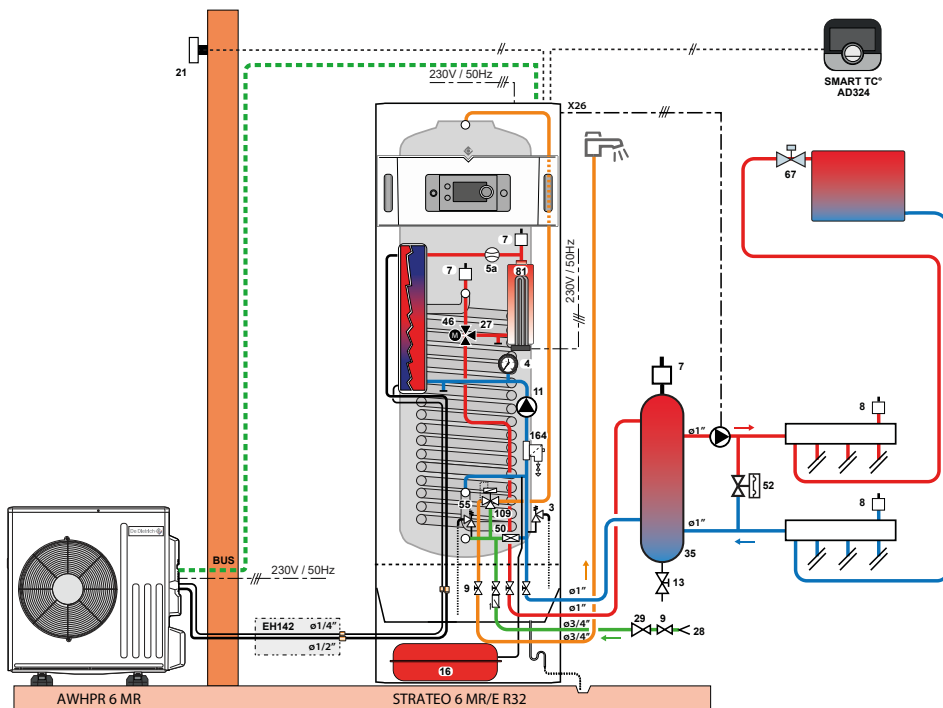 21
230V / 50Hz
SMART TC°
AD324
X26
67
7
5a
7
81
230V / 50Hz
46
27
M
4
7
11
8
ø1”
164
52
8
55
109
3
50
ø1”
De Dietrich
35
BUS
230V / 50Hz
13
9
ø1”
ø1”
EH142 ø1/4”
ø3/4”
29
9
28
ø1/2”
ø3/4”
16
AWHPR 6 MR
STRATEO 6 MR/E R32